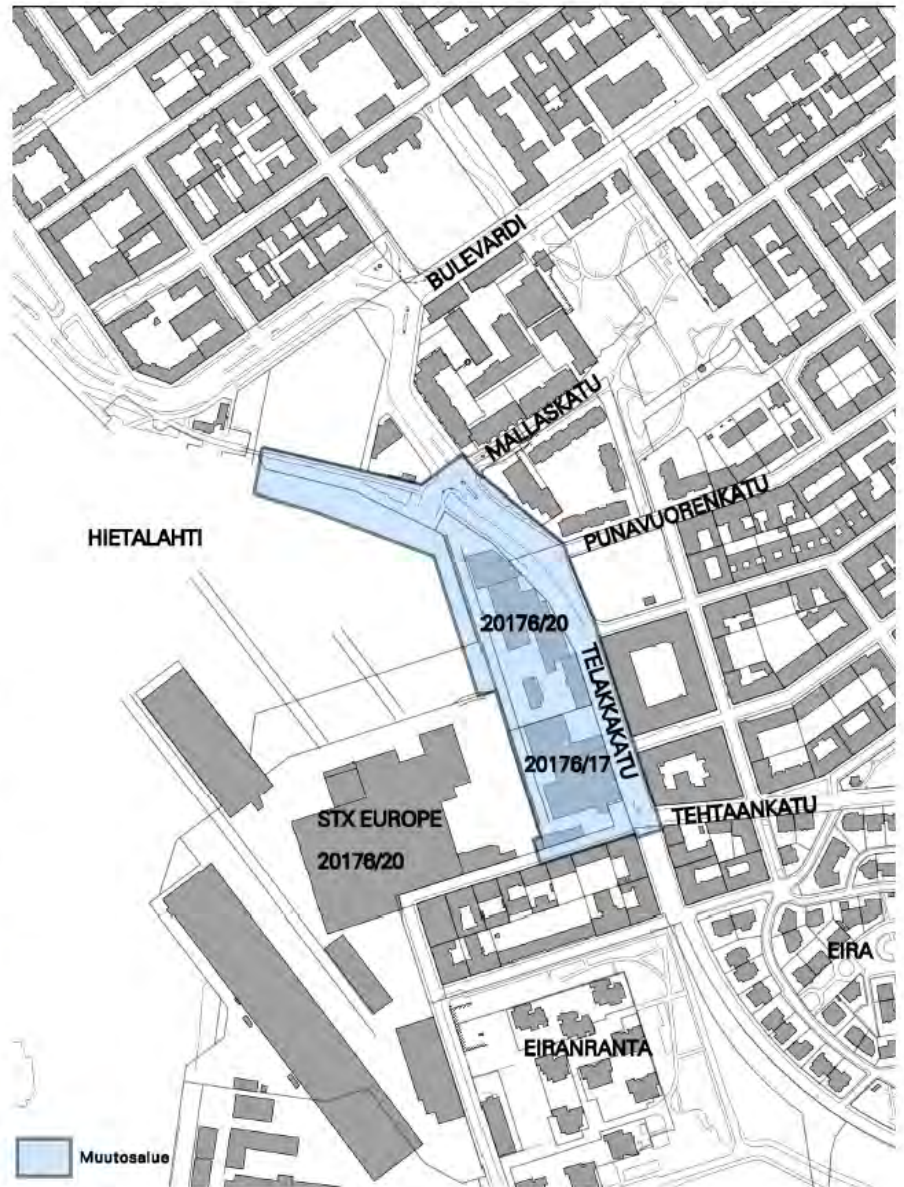 BULEVARDI
MALLASKATU
PUNAVUORENKATU
HIETALAHTI
20176/20
TELAKKAKATU
20176/17
STX EUROPE
20176/20
TEHTAANKATU
EIRA
EIRANRANTA
Muutosalue